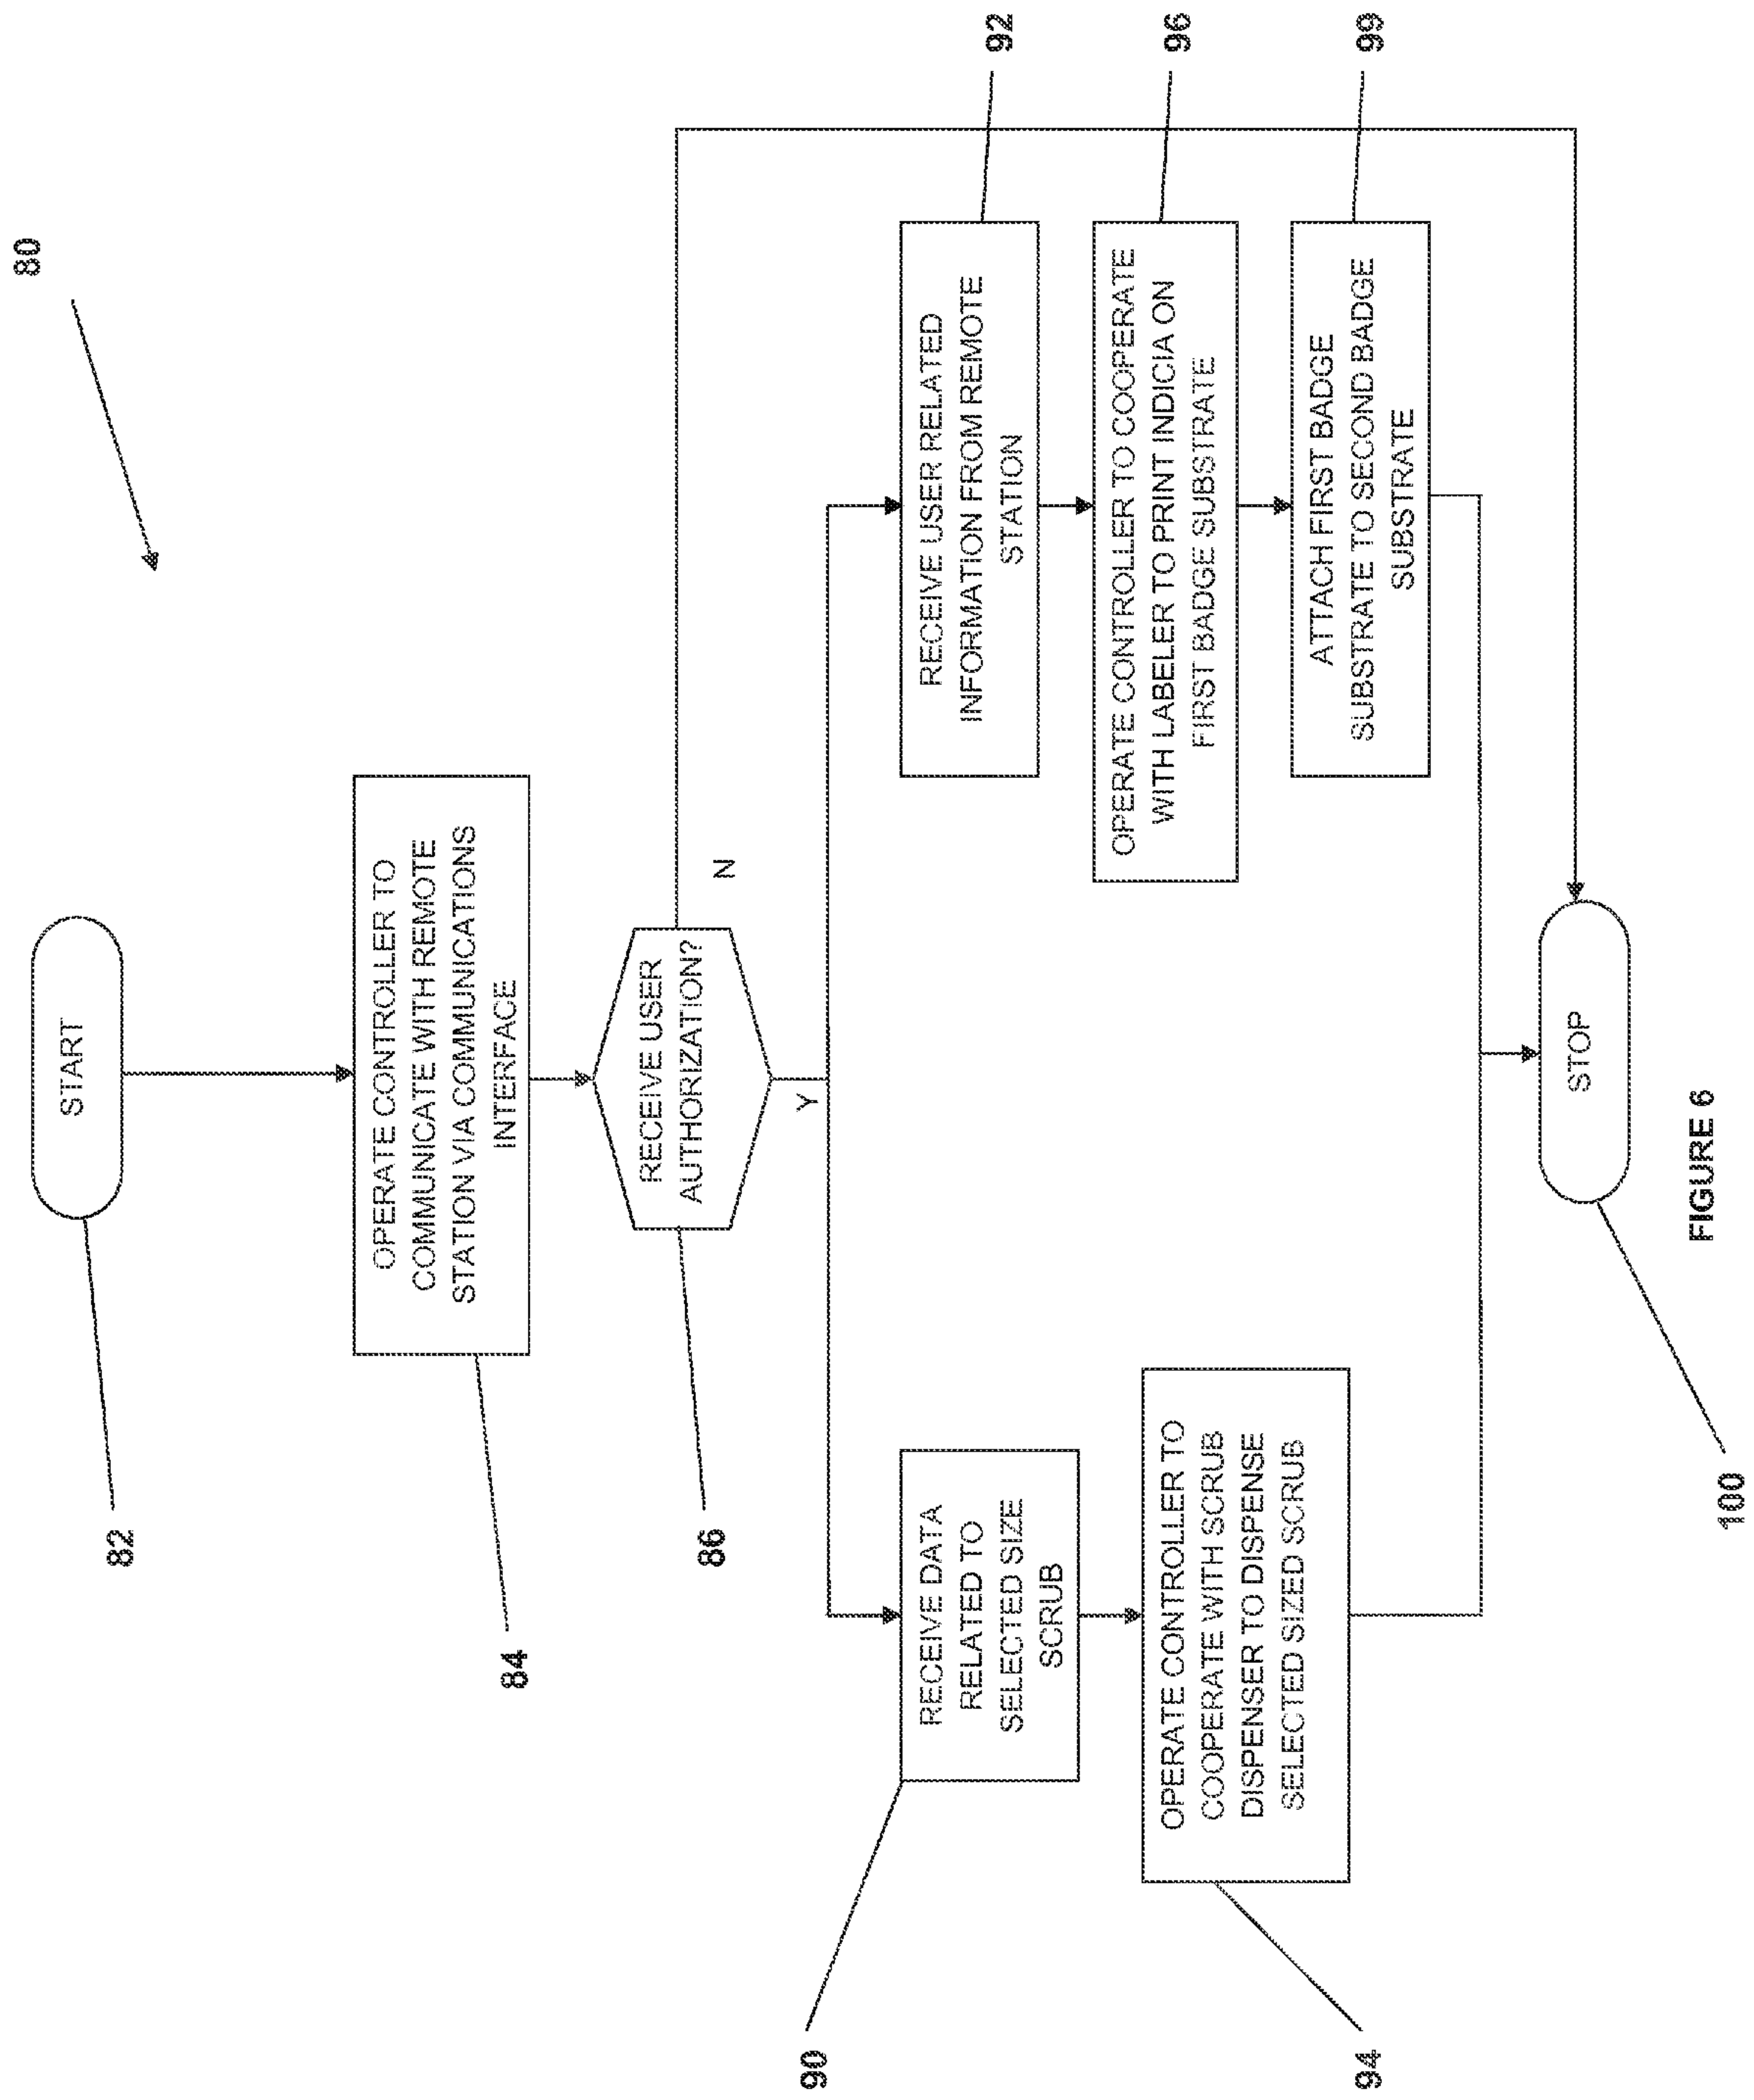 80
START
82
OPERATE CONTROLLER TO
COMMUNICATE WITH REMOTE
STATION VIA COMMUNICATIONS
INTERFACE
84
RECEIVE USER
AUTHORIZATION?
86
N
Y
RECEIVE DATA
RELATED TO
SELECTED SIZE
SCRUB
90
RECEIVE USER RELATED
INFORMATION FROM REMOTE
STATION
92
OPERATE CONTROLLER TO
COOPERATE WITH SCRUB
DISPENSER TO DISPENSE
SELECTED SIZED SCRUB
94
OPERATE CONTROLLER TO COOPERATE
WITH LABELER TO PRINT INDICIA ON
FIRST BADGE SUBSTRATE
96
ATTACH FIRST BADGE
SUBSTRATE TO SECOND BADGE
SUBSTRATE
99
STOP
100
FIGURE 6